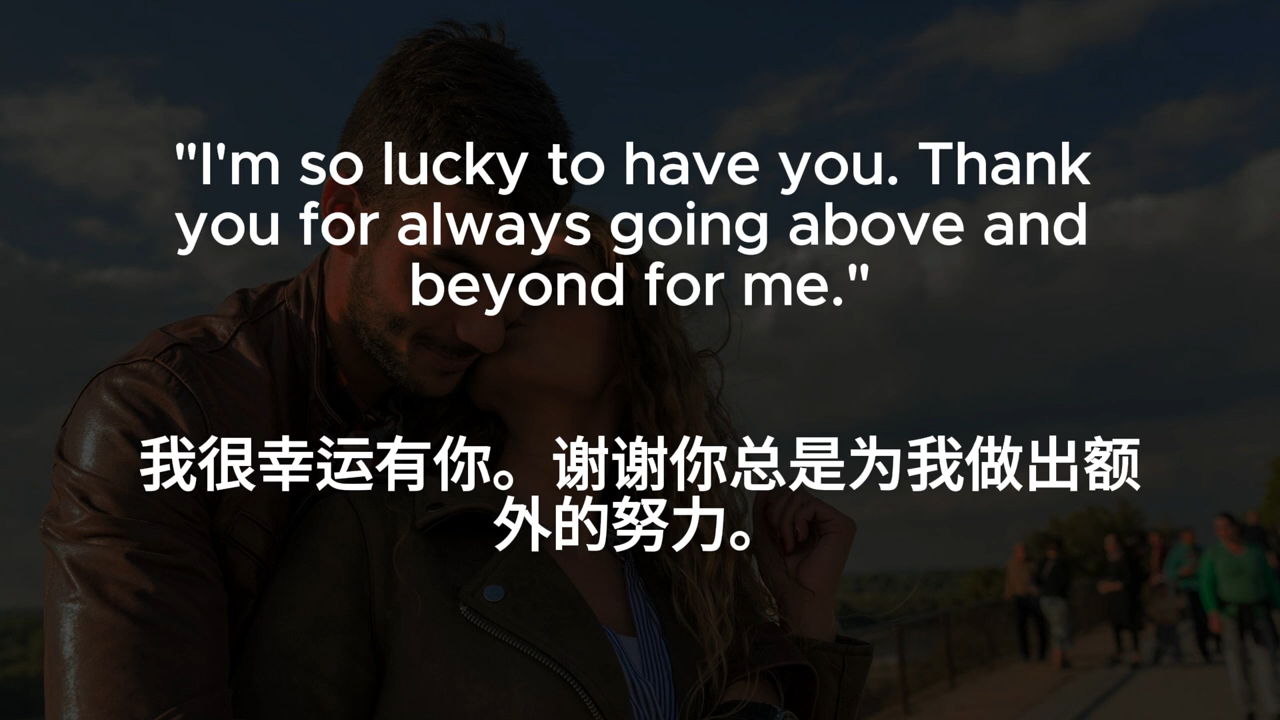 "I'm so lucky to have you. Thank
you for always going above and
beyond for me."
我很幸运有你。谢谢你总是为我做出额
外的努力。